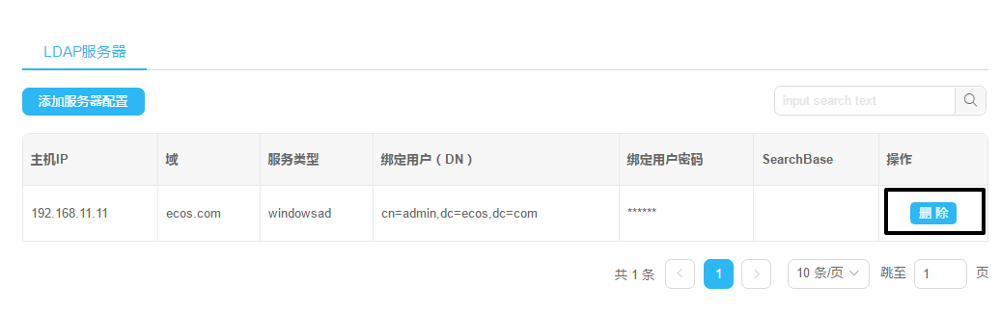 LDAP服务器
添加服务器配置 input search text
主机IP 域 服务类型 绑定用户（DN） 绑定用户密码 SearchBase 操作
192.168.11.11 ecos.com windowsad cn=admin,dc=ecos,dc=com ****** 删 除
共 1 条 1 10 条/页 跳至 1 页